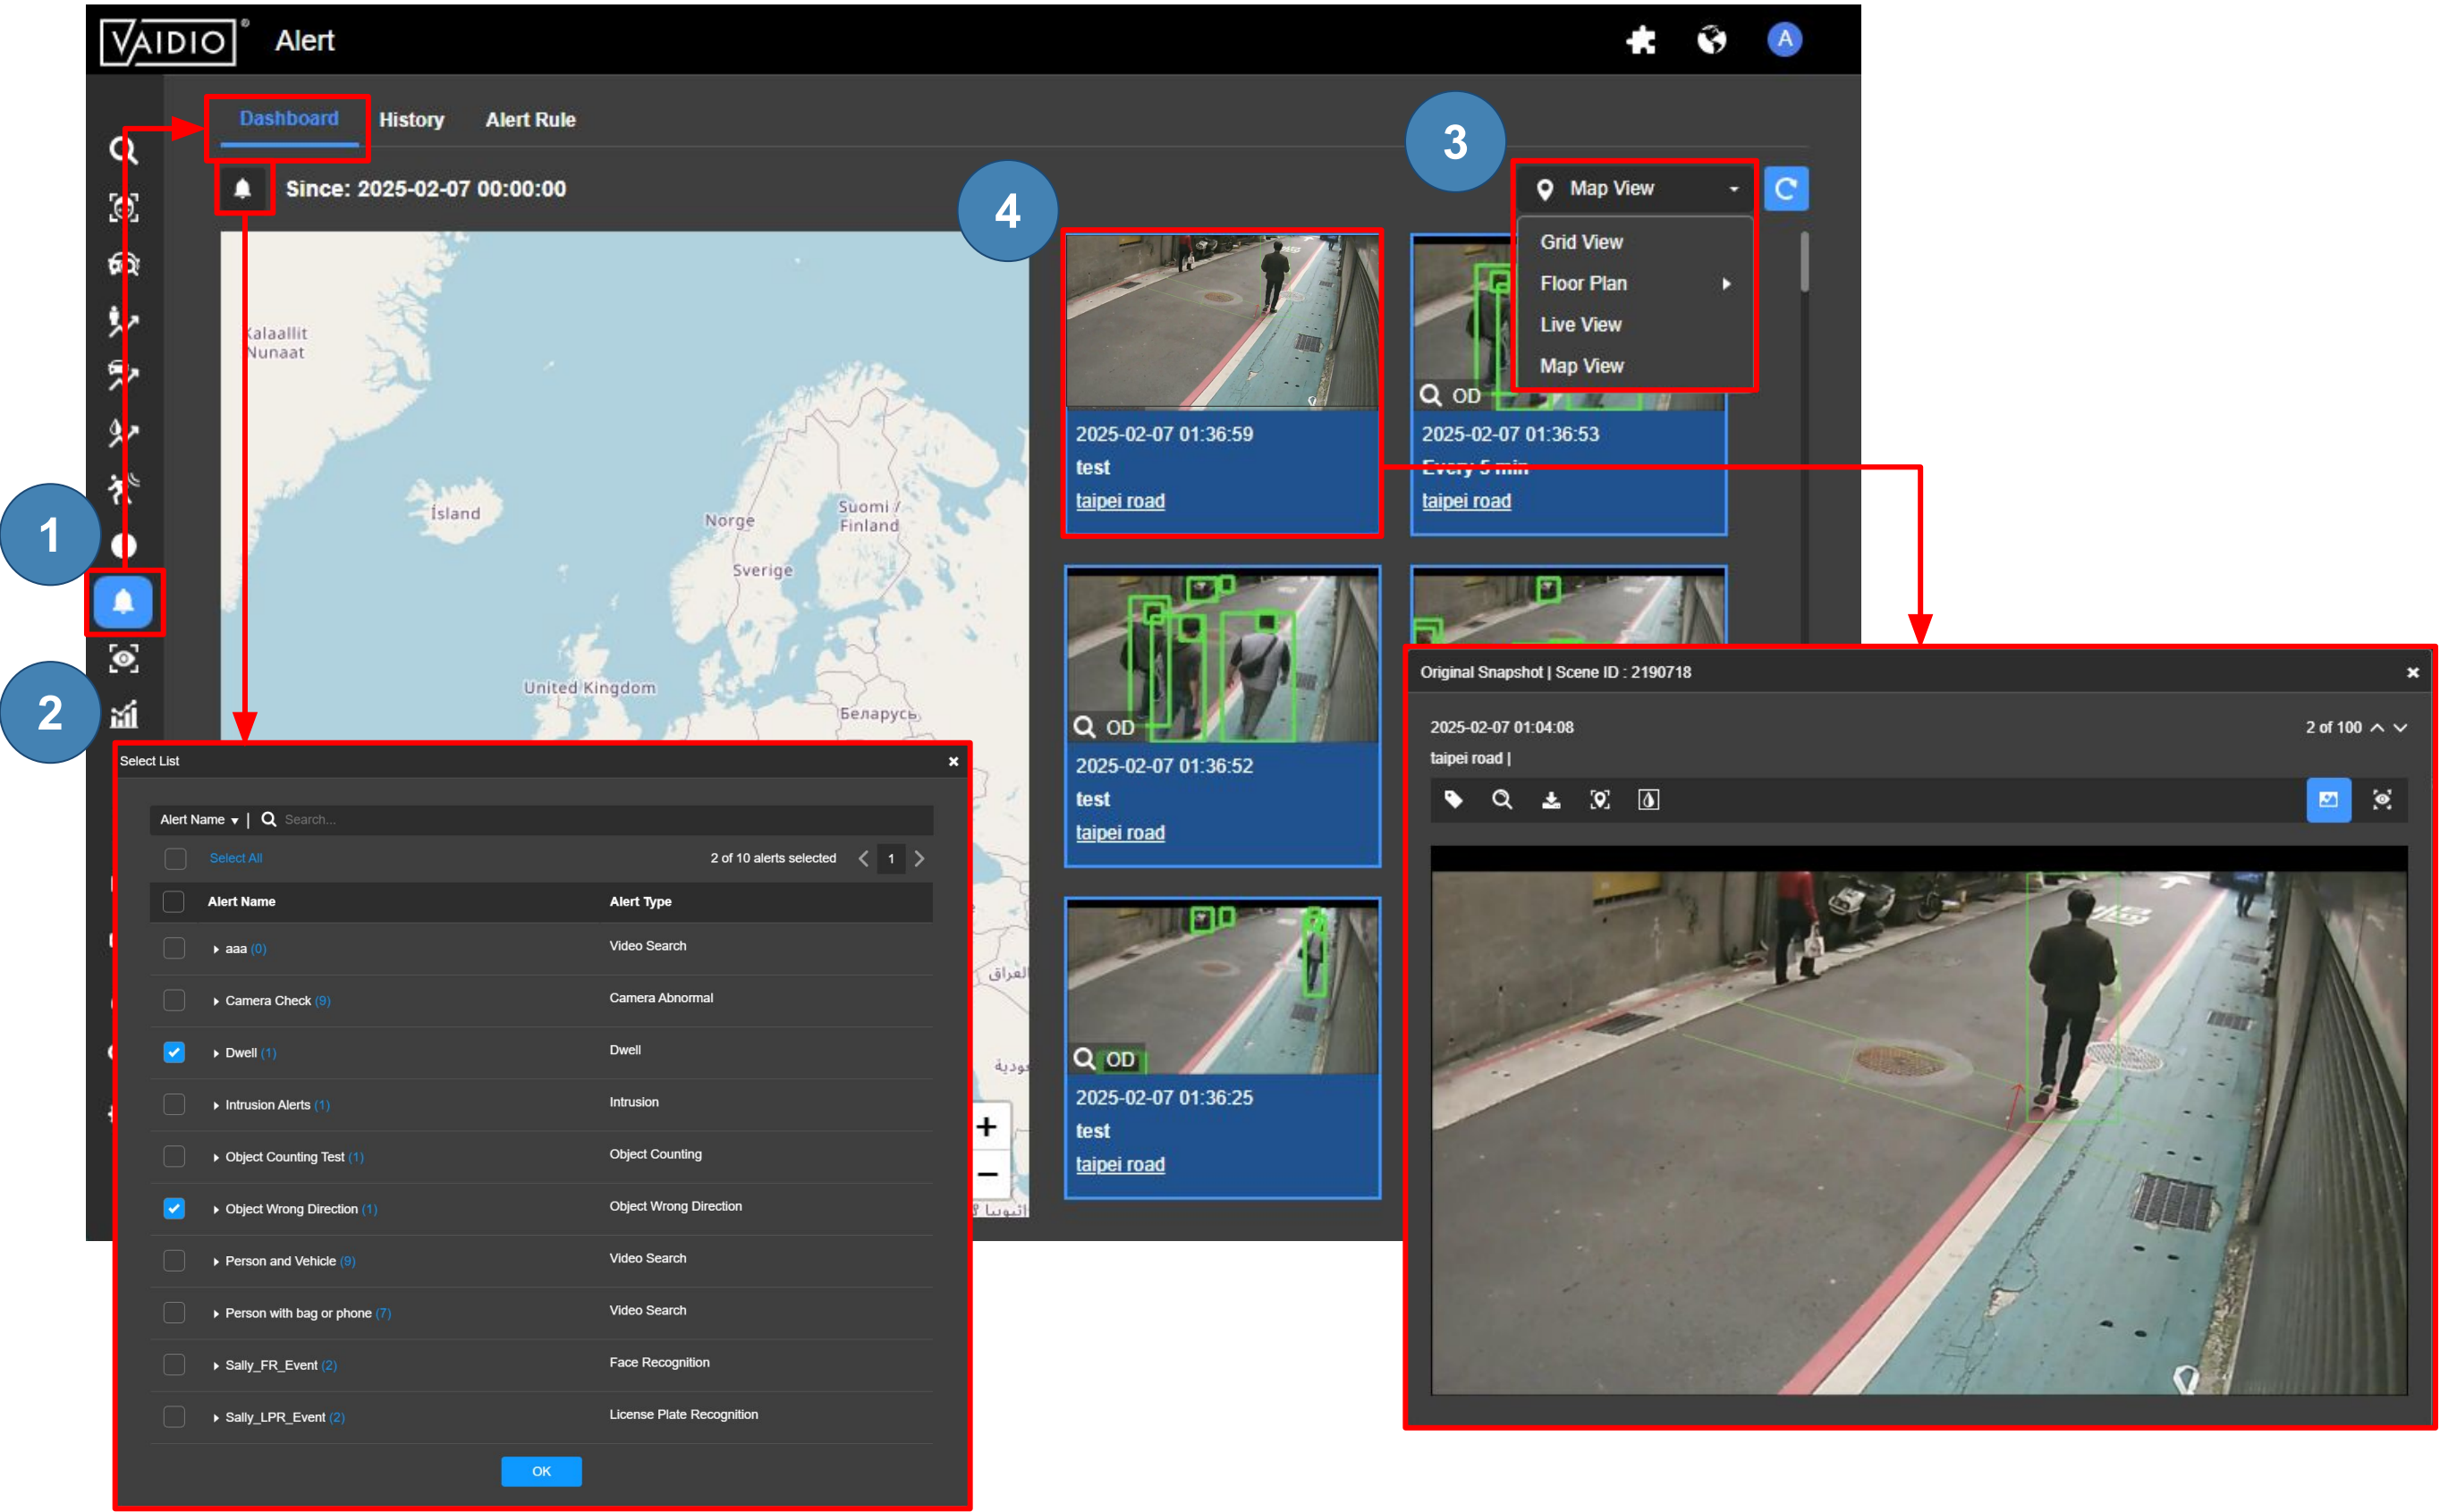 VAIDIO® Alert
A
Dashboard History Alert Rule
3
Since: 2025-02-07 00:00:00
4
Map View
Grid View
Floor Plan
Live View
Map View
Kalaallit
Nunaat
Ísland
Norge
Suomi /
Finland
Sverige
United Kingdom
Беларусь
العراق
+
−
OD
2025-02-07 01:36:59
test
taipei road
2025-02-07 01:36:53
Every 5 min
taipei road
OD
2025-02-07 01:36:52
test
taipei road
OD
2025-02-07 01:36:25
test
taipei road
1
2
Select List
Alert Name | Search...
Select All 2 of 10 alerts selected 1
Alert Name Alert Type
aaa (0) Video Search
Camera Check (9) Camera Abnormal
Dwell (1) Dwell
Intrusion Alerts (1) Intrusion
Object Counting Test (1) Object Counting
Object Wrong Direction (1) Object Wrong Direction
Person and Vehicle (9) Video Search
Person with bag or phone (7) Video Search
Sally_FR_Event (2) Face Recognition
Sally_LPR_Event (2) License Plate Recognition
OK
Original Snapshot | Scene ID : 2190718
2025-02-07 01:04:08 2 of 100
taipei road |